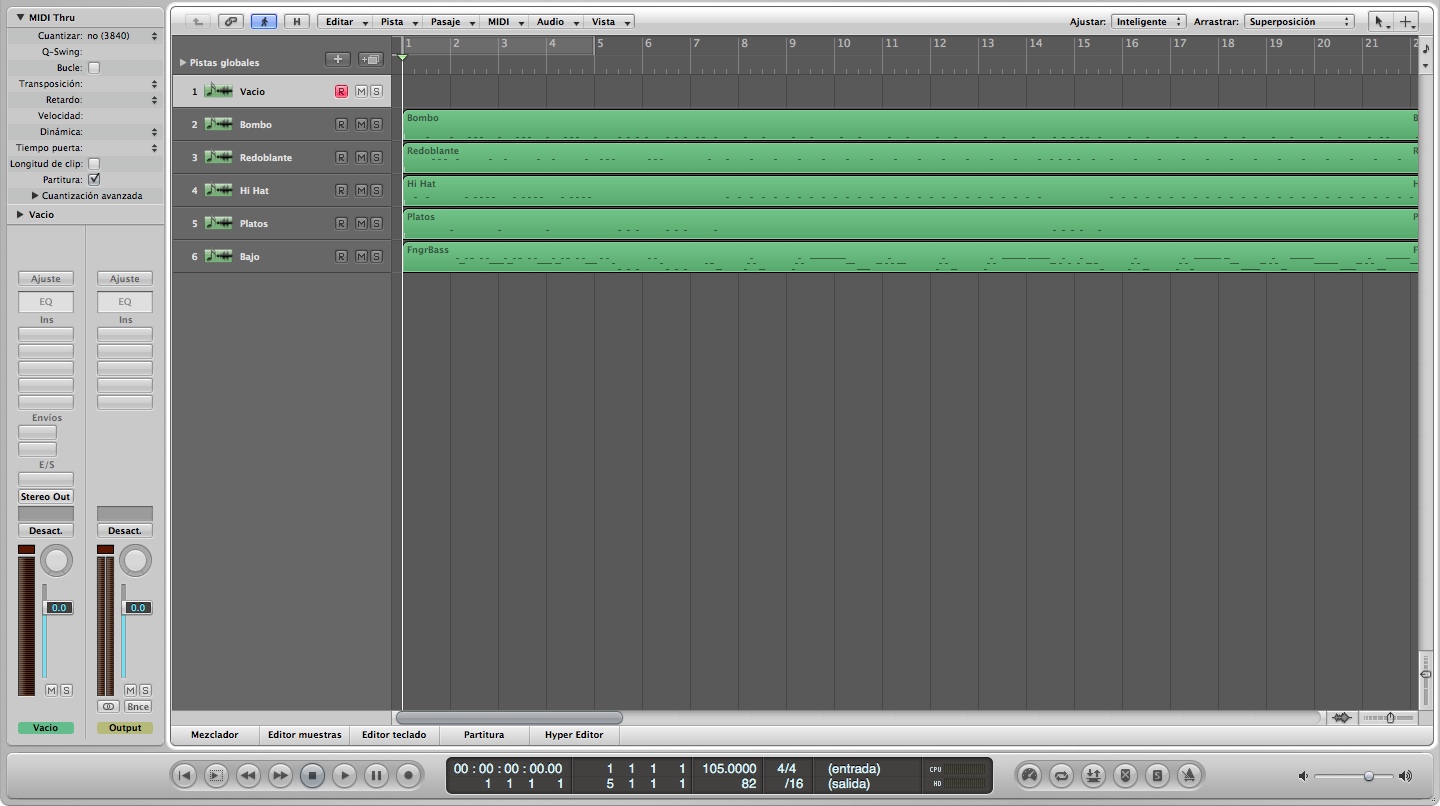 MIDI Thru
Cuantizar: no (3840)
Q-Swing:
Bucle:
Transposición:
Retardo:
Velocidad:
Dinámica:
Tiempo puerta:
Longitud de clip:
Partitura:
Cuantización avanzada
Vacio
Ajuste Ajuste
EQ EQ
Ins Ins
Envíos
E/S
Stereo Out
Desact. Desact.
0.0 0.0
M S M S
Bnce
Vacio Output
H Editar Pista Pasaje MIDI Audio Vista Ajustar: Inteligente Arrastrar: Superposición
Pistas globales
1 2 3 4 5 6 7 8 9 10 11 12 13 14 15 16 17 18 19 20 21 2
1 Vacio R M S
2 Bombo R M S
3 Redoblante R M S
4 Hi Hat R M S
5 Platos R M S
6 Bajo R M S
Bombo B
Redoblante R
Hi Hat H
Platos P
FngrBass F
Mezclador Editor muestras Editor teclado Partitura Hyper Editor
00 : 00 : 00 : 00.00 1 1 1 1 105.0000 4/4 (entrada) CPU
1 1 1 1 5 1 1 1 82 /16 (salida) HD
S